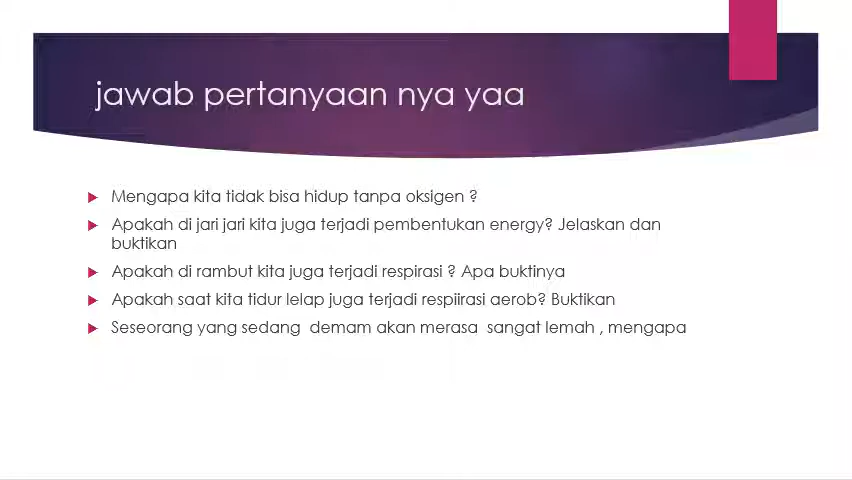 jawab pertanyaan nya yaa
Mengapa kita tidak bisa hidup tanpa oksigen ?
Apakah di jari jari kita juga terjadi pembentukan energy? Jelaskan dan
buktikan
Apakah di rambut kita juga terjadi respirasi ? Apa buktinya
Apakah saat kita tidur lelap juga terjadi respiirasi aerob? Buktikan
Seseorang yang sedang  demam akan merasa  sangat lemah , mengapa